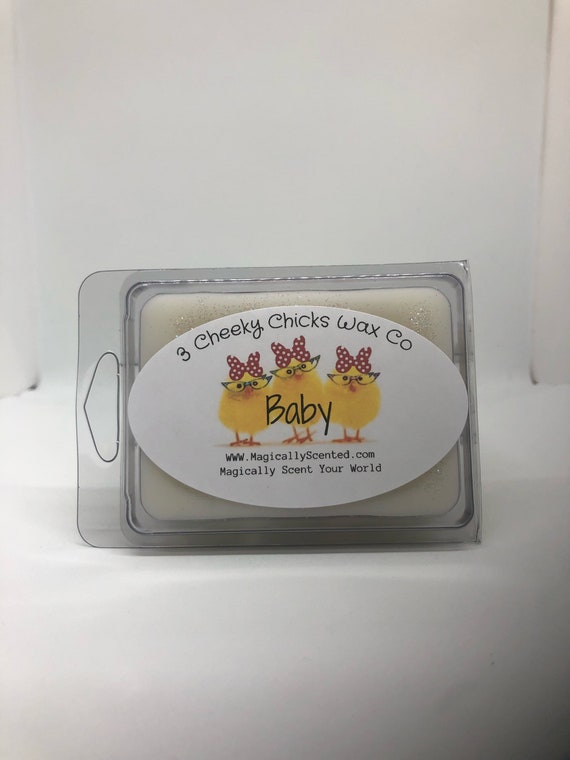 3 Cheeky Chicks Wax Co
Baby
WWW.MagicallyScented.com
Magically Scent Your World